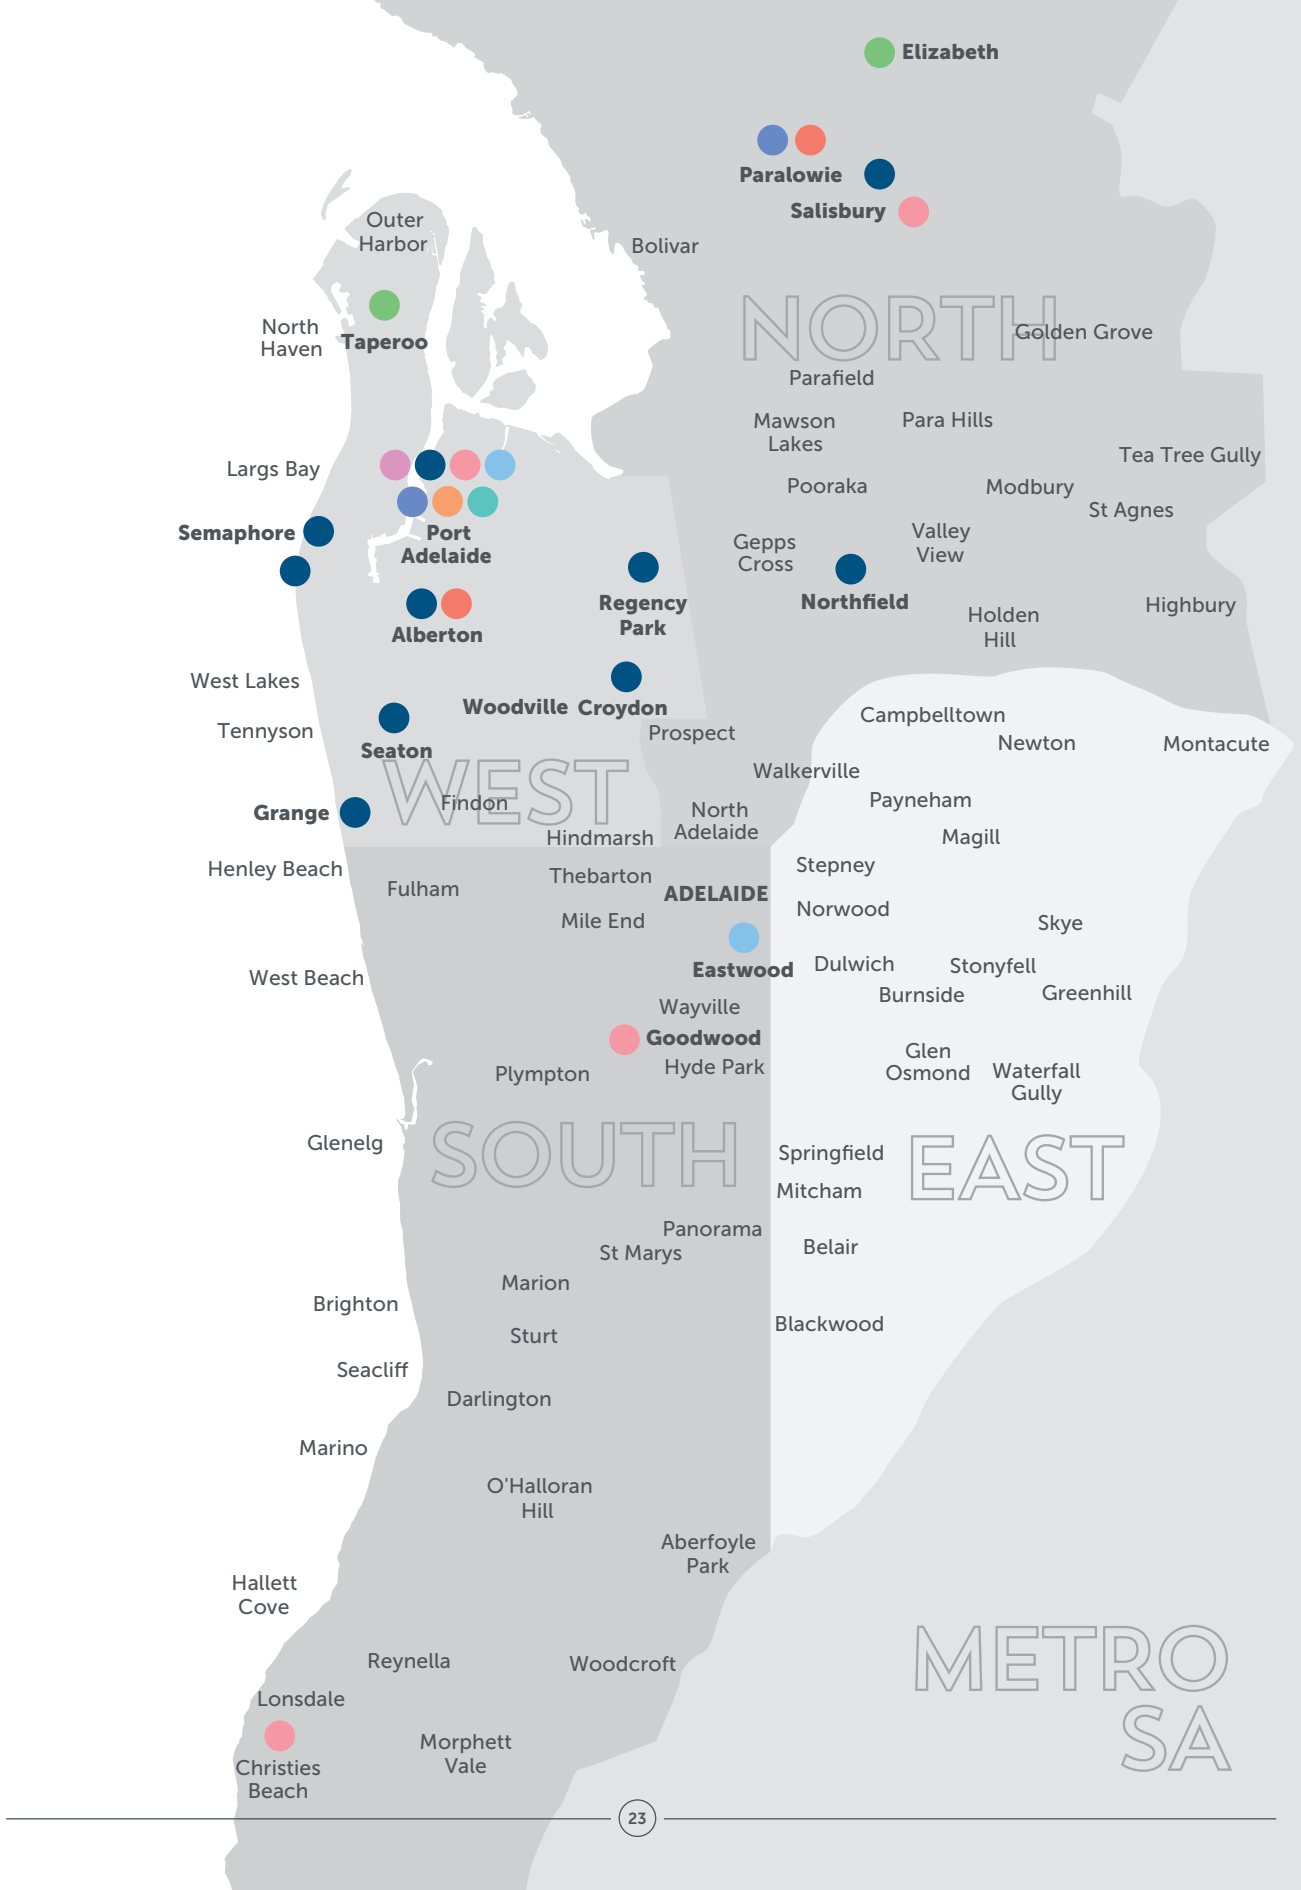 Elizabeth
Paralowie
Salisbury
Outer
Harbor
Bolivar
NORTH
North
Haven
Taperoo
Golden Grove
Parafield
Mawson
Lakes
Para Hills
Tea Tree Gully
Largs Bay
Pooraka
Modbury
St Agnes
Semaphore
Port
Adelaide
Gepps
Cross
Valley
View
Regency
Park
Northfield
Highbury
Alberton
Holden
Hill
West Lakes
Woodville
Croydon
Campbelltown
Tennyson
Seaton
Prospect
Newton
Montacute
WEST
Walkerville
Grange
Findon
North
Adelaide
Payneham
Hindmarsh
Magill
Henley Beach
Fulham
Thebarton
Stepney
ADELAIDE
Mile End
Norwood
Skye
West Beach
Eastwood
Dulwich
Stonyfell
Wayville
Burnside
Greenhill
Goodwood
Plympton
Hyde Park
Glen
Osmond
Waterfall
Gully
Glenelg
SOUTH
Springfield
EAST
Mitcham
Panorama
St Marys
Belair
Marion
Brighton
Sturt
Blackwood
Seacliff
Darlington
Marino
O'Halloran
Hill
Aberfoyle
Park
Hallett
Cove
Reynella
Woodcroft
METRO
SA
Lonsdale
Christies
Beach
Morphett
Vale
23